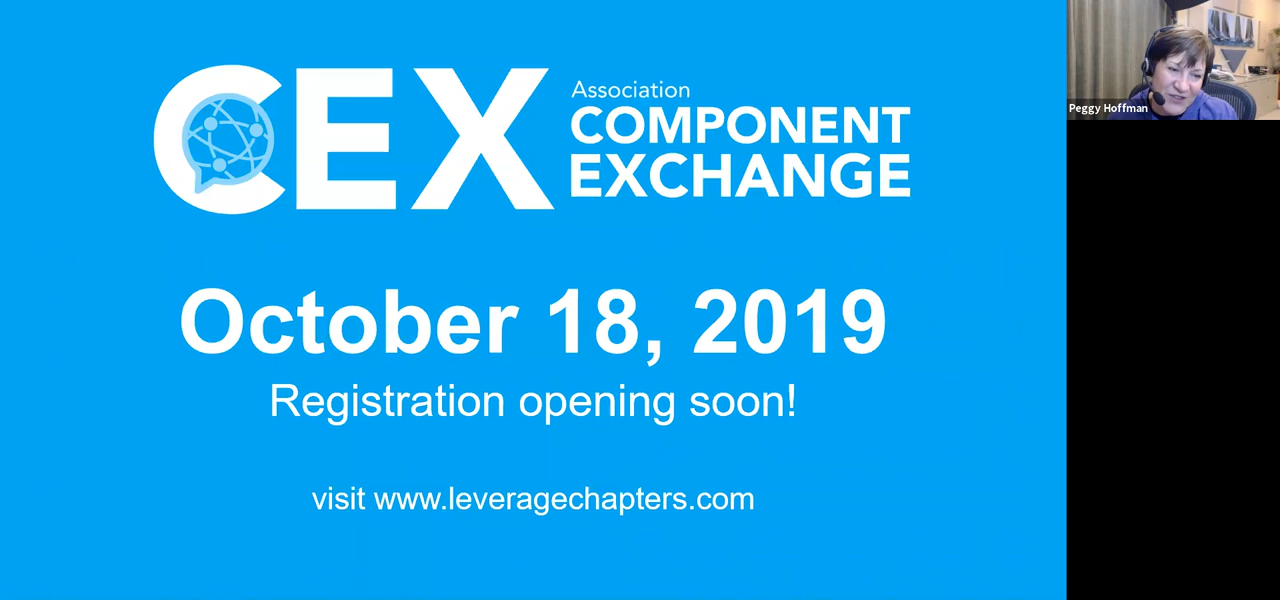 CEX
Association
COMPONENT
EXCHANGE
October 18, 2019
Registration opening soon!
visit www.leveragechapters.com
Peggy Hoffman